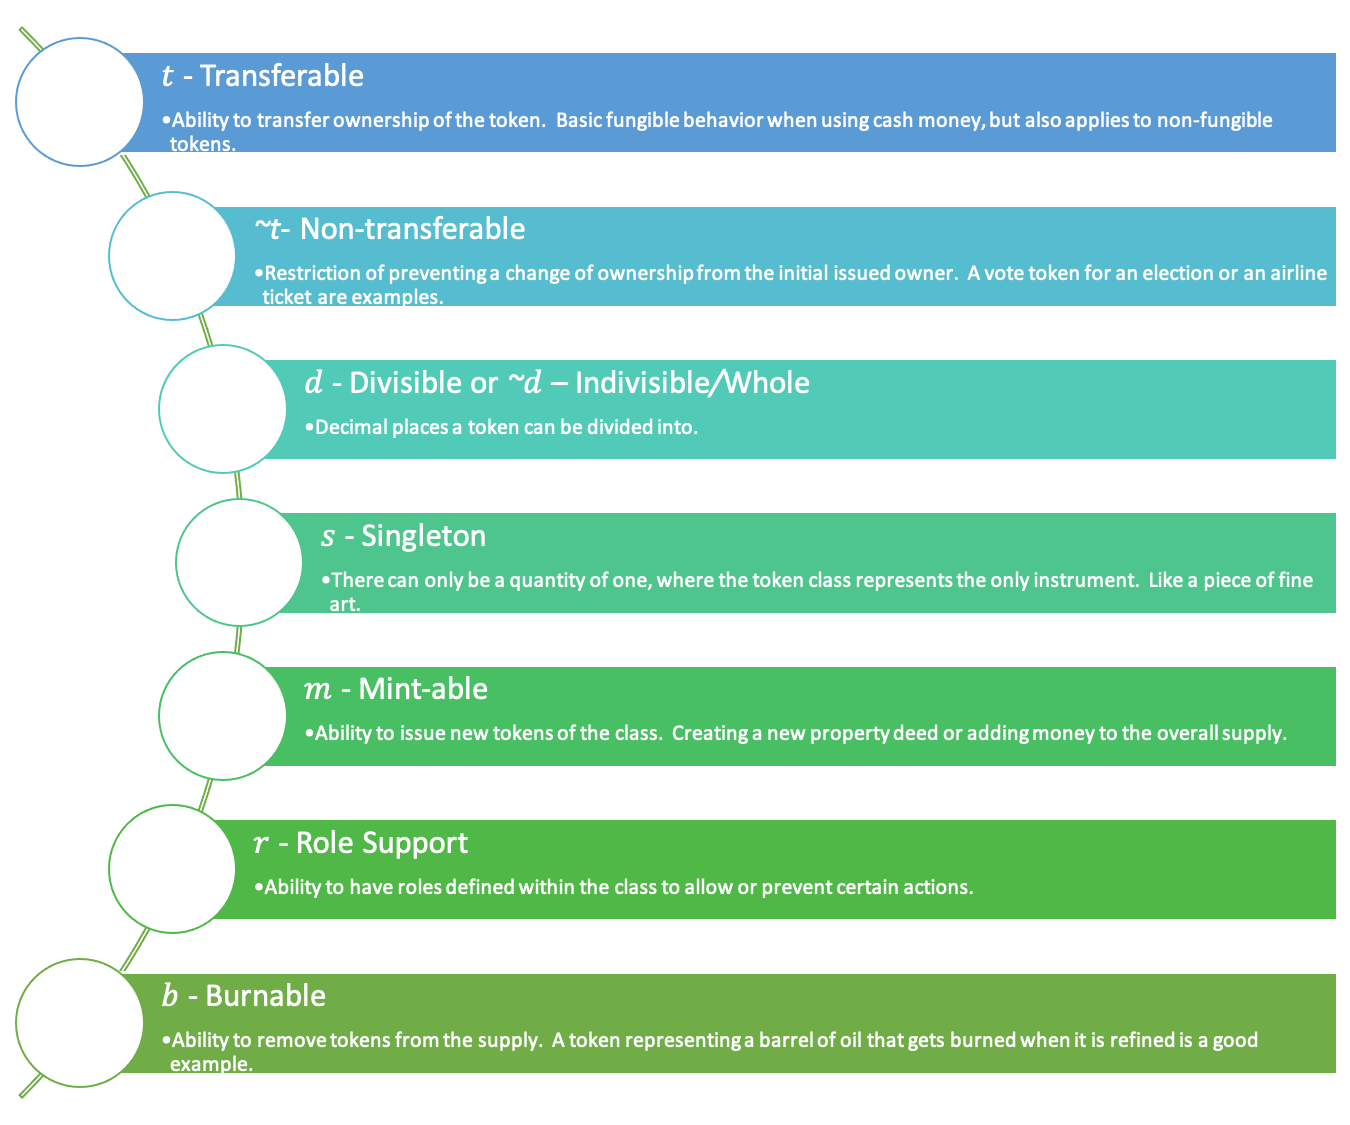 t - Transferable
•Ability to transfer ownership of the token. Basic fungible behavior when using cash money, but also applies to non-fungible
tokens.
~t- Non-transferable
•Restriction of preventing a change of ownership from the initial issued owner. A vote token for an election or an airline
ticket are examples.
d - Divisible or ~d – Indivisible/Whole
•Decimal places a token can be divided into.
s - Singleton
•There can only be a quantity of one, where the token class represents the only instrument. Like a piece of fine
art.
m - Mint-able
•Ability to issue new tokens of the class. Creating a new property deed or adding money to the overall supply.
r - Role Support
•Ability to have roles defined within the class to allow or prevent certain actions.
b - Burnable
•Ability to remove tokens from the supply. A token representing a barrel of oil that gets burned when it is refined is a good
example.